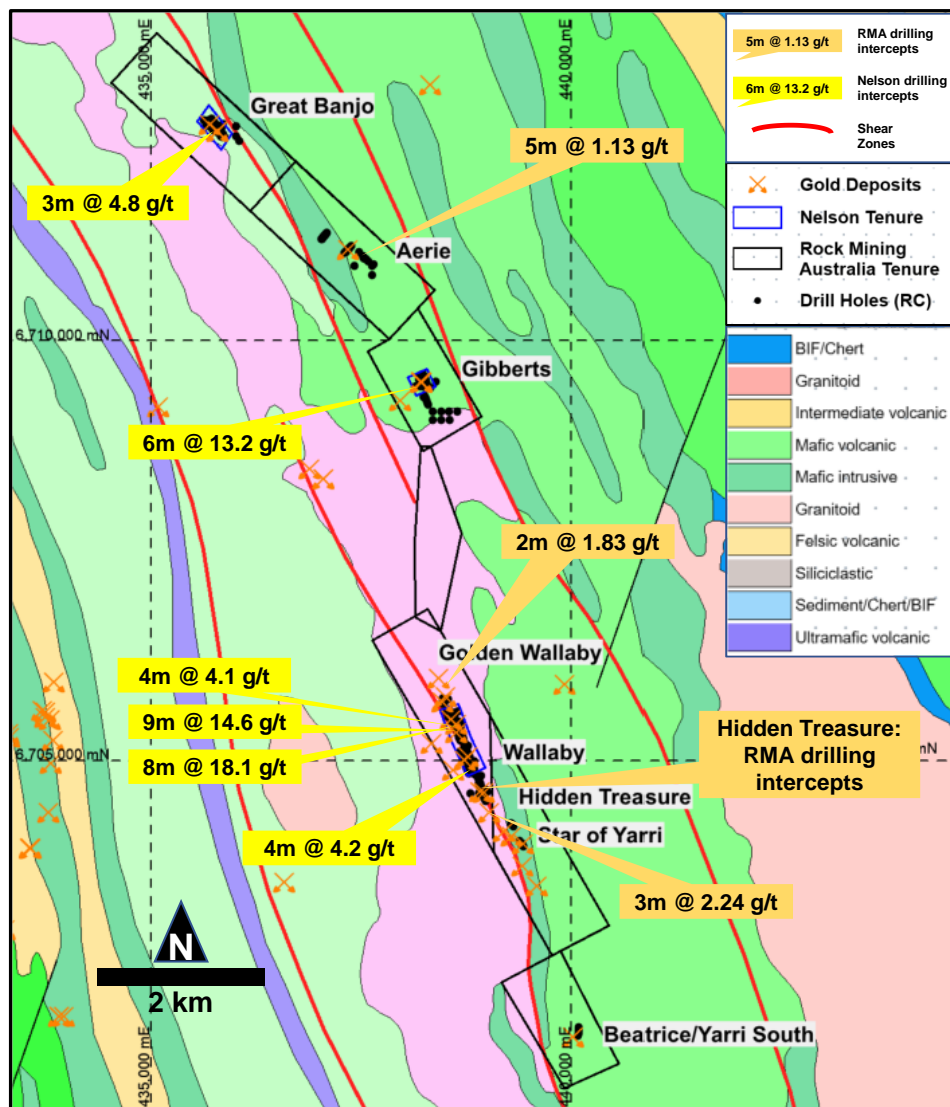 435,000 mE
440,000 mE
Great Banjo
5m @ 1.13 g/t
3m @ 4.8 g/t
Aerie
6,710,000 mN
Gibberts
6m @ 13.2 g/t
2m @ 1.83 g/t
Golden Wallaby
4m @ 4.1 g/t
9m @ 14.6 g/t
8m @ 18.1 g/t
6,705,000 mN
Wallaby
Hidden Treasure:
RMA drilling
intercepts
mN
Hidden Treasure
Star of Yarri
4m @ 4.2 g/t
3m @ 2.24 g/t
N
2 km
Beatrice/Yarri South
435,000 mE
440,000 mE
5m @ 1.13 g/t
RMA drilling
intercepts
6m @ 13.2 g/t
Nelson drilling
intercepts
Shear
Zones
Gold Deposits
Nelson Tenure
Rock Mining
Australia Tenure
Drill Holes (RC)
BIF/Chert
Granitoid
Intermediate volcanic
Mafic volcanic
Mafic intrusive
Granitoid
Felsic volcanic
Siliciclastic
Sediment/Chert/BIF
Ultramafic volcanic